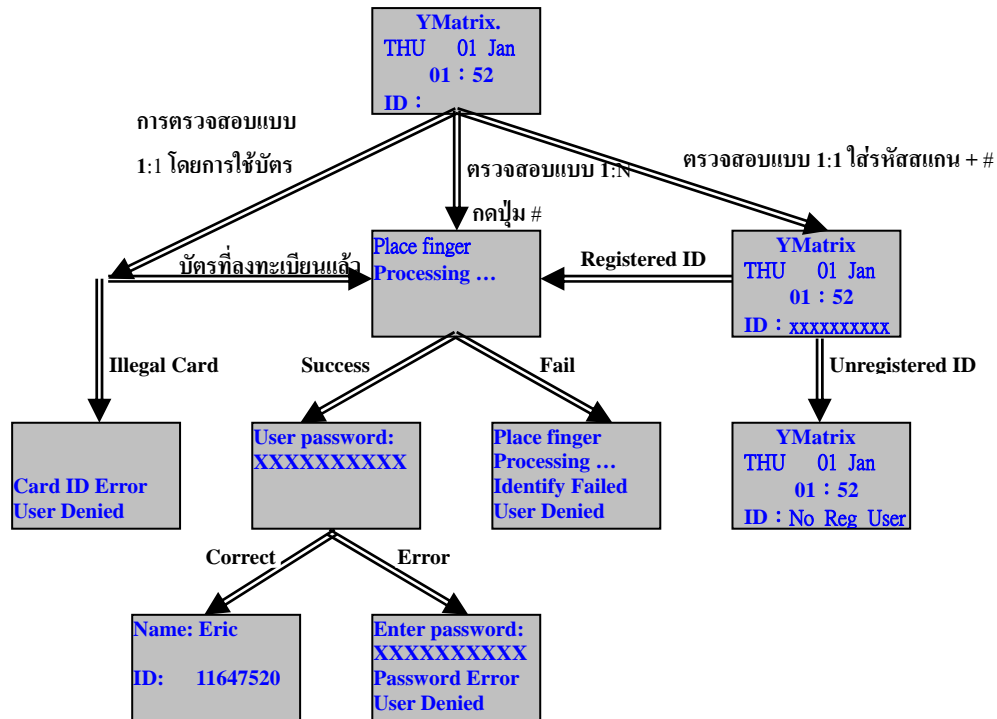 YMatrix.
THU 01 Jan
01 : 52
ID :
การตรวจสอบแบบ
1:1 โดยการใช้บัตร
ตรวจสอบแบบ 1:N
กดปุ่ม #
ตรวจสอบแบบ 1:1 ใส่รหัสสแกน + #
บัตรที่ลงทะเบียนแล้ว
Place finger
Processing ...
Registered ID
YMatrix
THU 01 Jan
01 : 52
ID : xxxxxxxxxx
Illegal Card
Success
Fail
Unregistered ID
Card ID Error
User Denied
User password:
XXXXXXXXXX
Place finger
Processing ...
Identify Failed
User Denied
YMatrix
THU 01 Jan
01 : 52
ID : No Reg User
Correct
Error
Name: Eric
ID: 11647520
Enter password:
XXXXXXXXXX
Password Error
User Denied